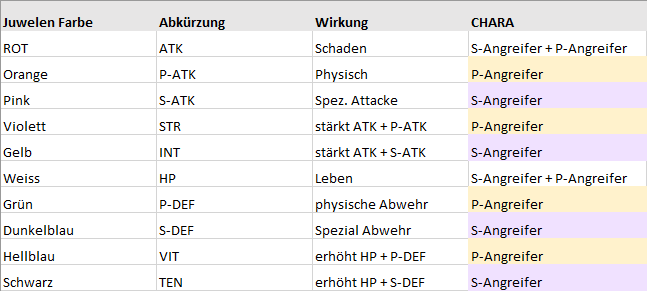 Juwelen Farbe Abkürzung Wirkung CHARA
ROT ATK Schaden S-Angreifer + P-Angreifer
Orange P-ATK Physisch P-Angreifer
Pink S-ATK Spez. Attacke S-Angreifer
Violett STR stärkt ATK + P-ATK P-Angreifer
Gelb INT stärkt ATK + S-ATK S-Angreifer
Weiss HP Leben S-Angreifer + P-Angreifer
Grün P-DEF physische Abwehr P-Angreifer
Dunkelblau S-DEF Spezial Abwehr S-Angreifer
Hellblau VIT erhöht HP + P-DEF P-Angreifer
Schwarz TEN erhöht HP + S-DEF S-Angreifer